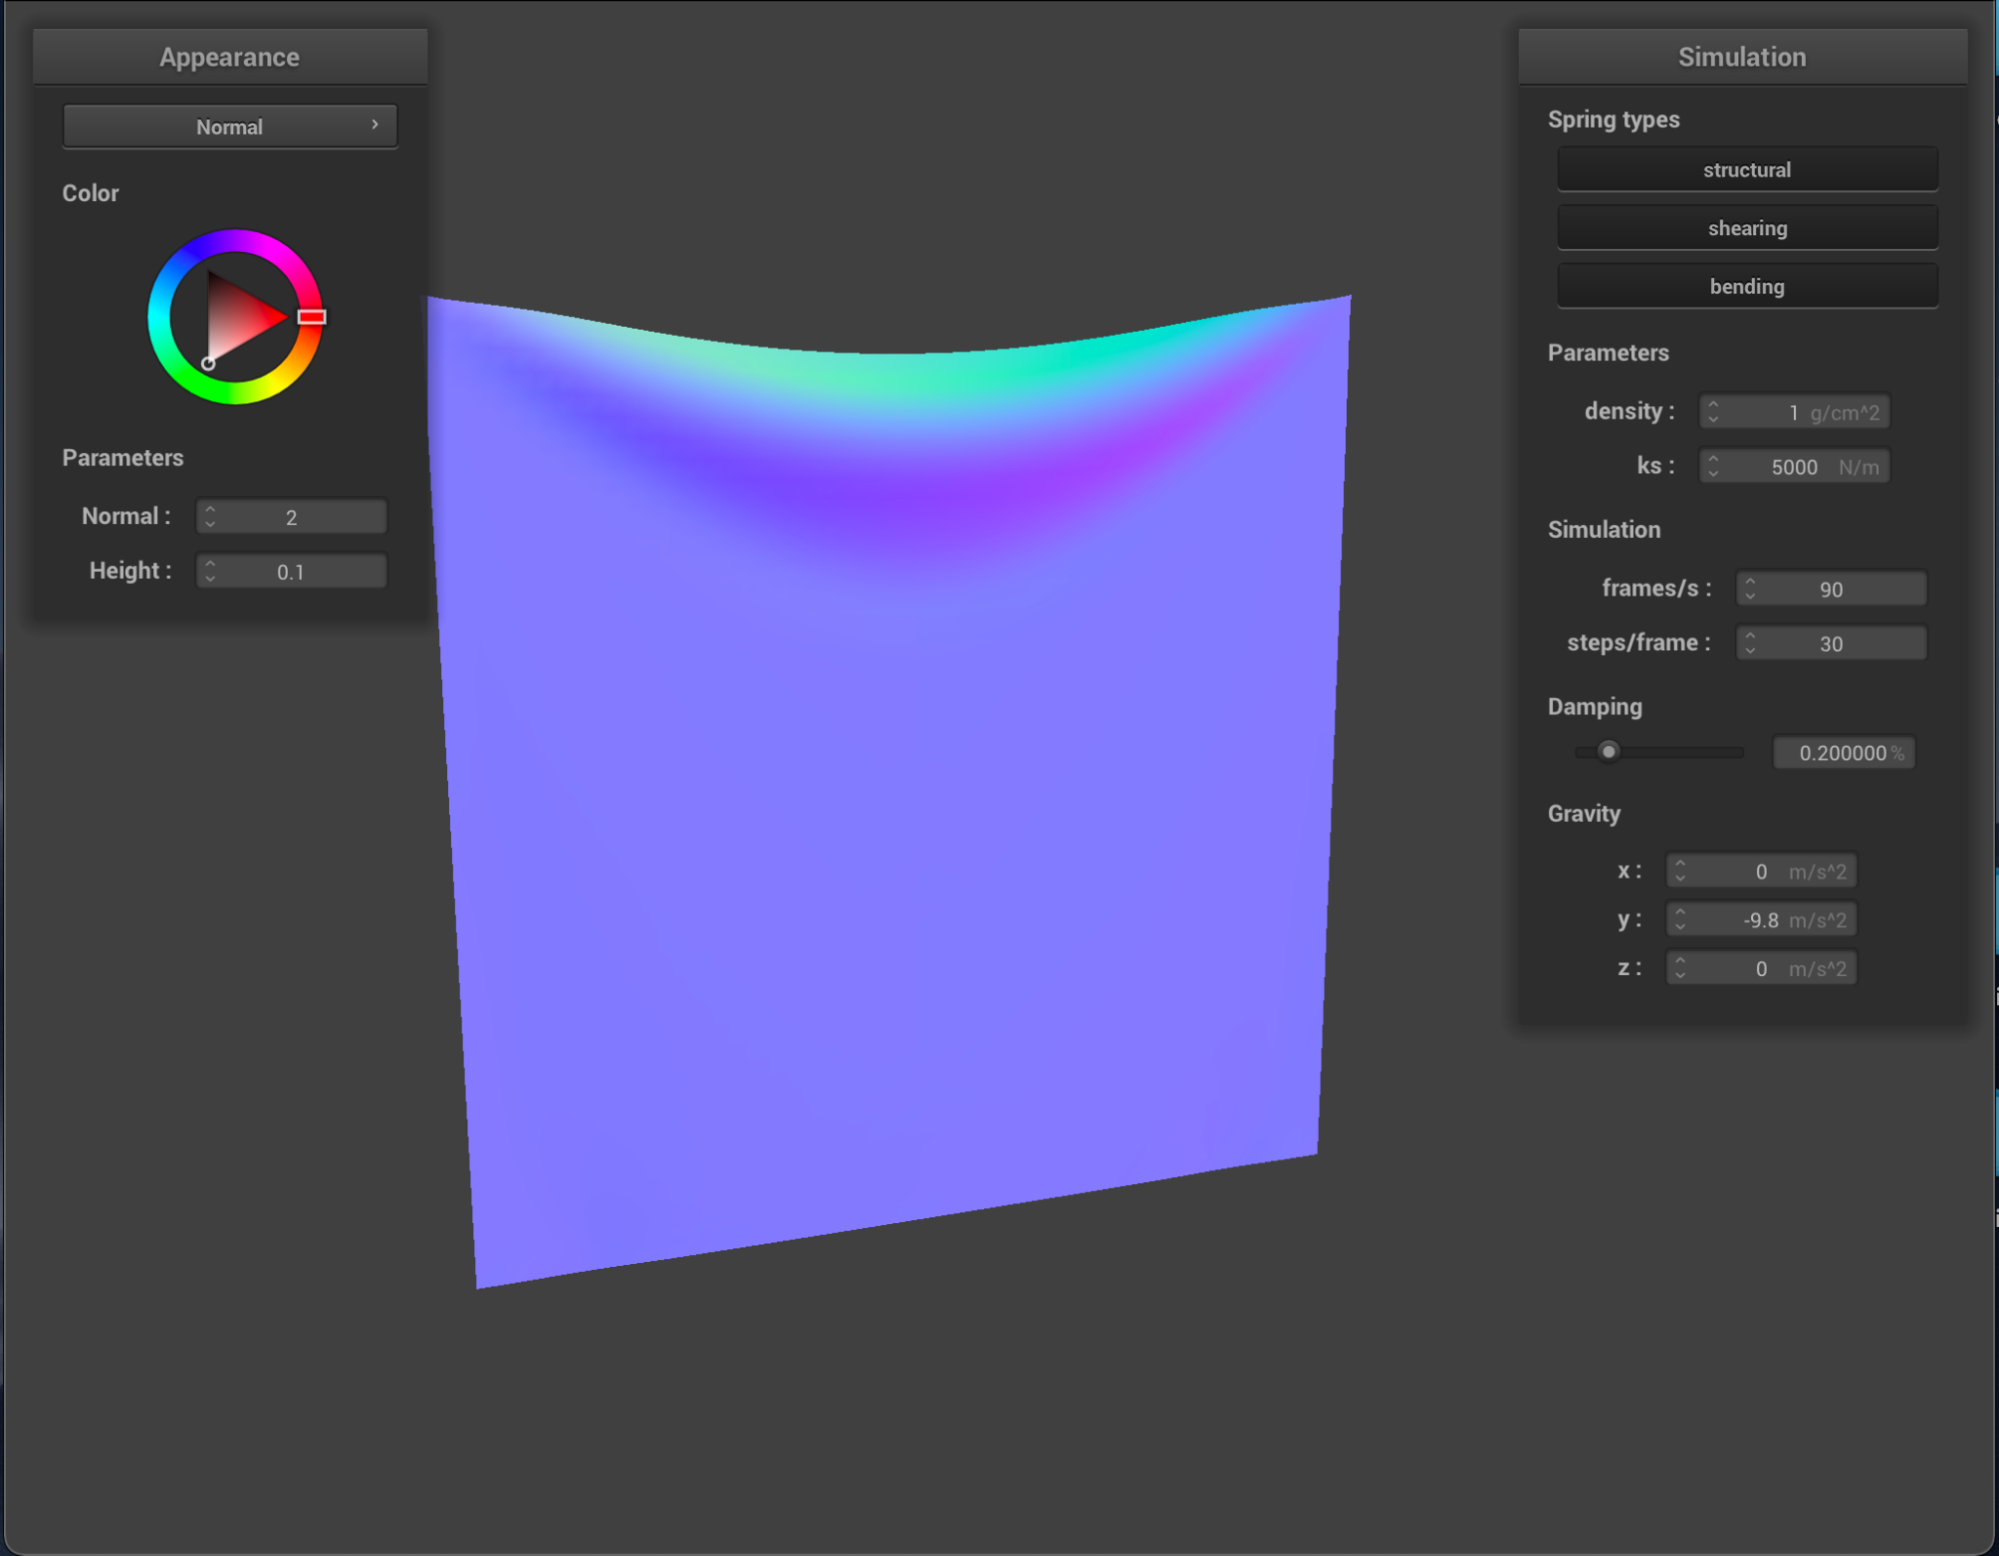 Appearance
Normal
Color
Parameters
Normal : 2
Height : 0.1
Simulation
Spring types
structural
shearing
bending
Parameters
density : 1 g/cm^2
ks : 5000 N/m
Simulation
frames/s : 90
steps/frame : 30
Damping
0.200000 %
Gravity
x : 0 m/s^2
y : -9.8 m/s^2
z : 0 m/s^2